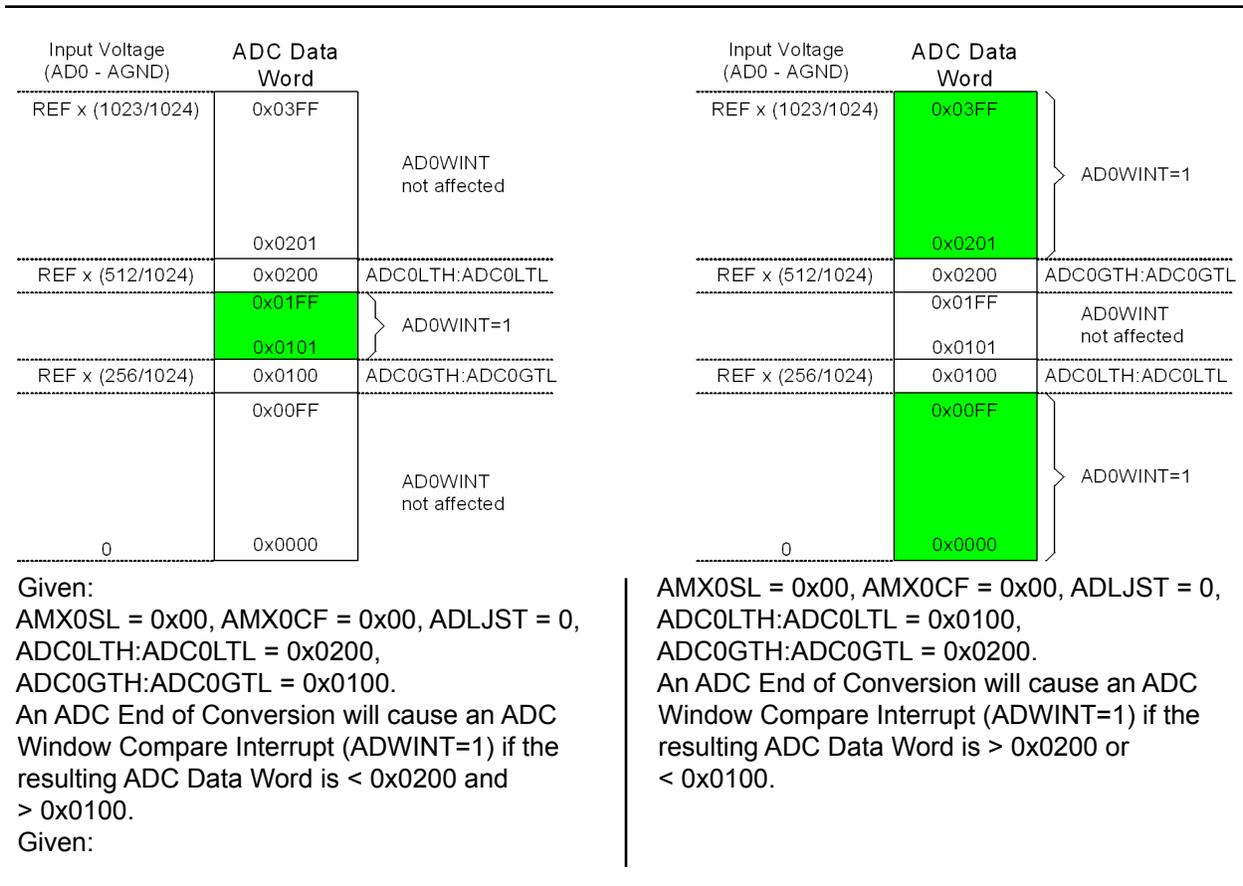 Input Voltage
(AD0 - AGND)
ADC Data
Word
REF x (1023/1024)
0x03FF
AD0WINT
not affected
0x0201
REF x (512/1024)
0x0200
ADC0LTH:ADC0LTL
0x01FF
AD0WINT=1
0x0101
REF x (256/1024)
0x0100
ADC0GTH:ADC0GTL
0x00FF
AD0WINT
not affected
0
0x0000
Given:
AMX0SL = 0x00, AMX0CF = 0x00, ADLJST = 0,
ADC0LTH:ADC0LTL = 0x0200,
ADC0GTH:ADC0GTL = 0x0100.
An ADC End of Conversion will cause an ADC
Window Compare Interrupt (ADWINT=1) if the
resulting ADC Data Word is < 0x0200 and
> 0x0100.
Given:
Input Voltage
(AD0 - AGND)
ADC Data
Word
REF x (1023/1024)
0x03FF
AD0WINT=1
0x0201
REF x (512/1024)
0x0200
ADC0GTH:ADC0GTL
0x01FF
AD0WINT
not affected
0x0101
REF x (256/1024)
0x0100
ADC0LTH:ADC0LTL
0x00FF
AD0WINT=1
0
0x0000
AMX0SL = 0x00, AMX0CF = 0x00, ADLJST = 0,
ADC0LTH:ADC0LTL = 0x0100,
ADC0GTH:ADC0GTL = 0x0200.
An ADC End of Conversion will cause an ADC
Window Compare Interrupt (ADWINT=1) if the
resulting ADC Data Word is > 0x0200 or
< 0x0100.